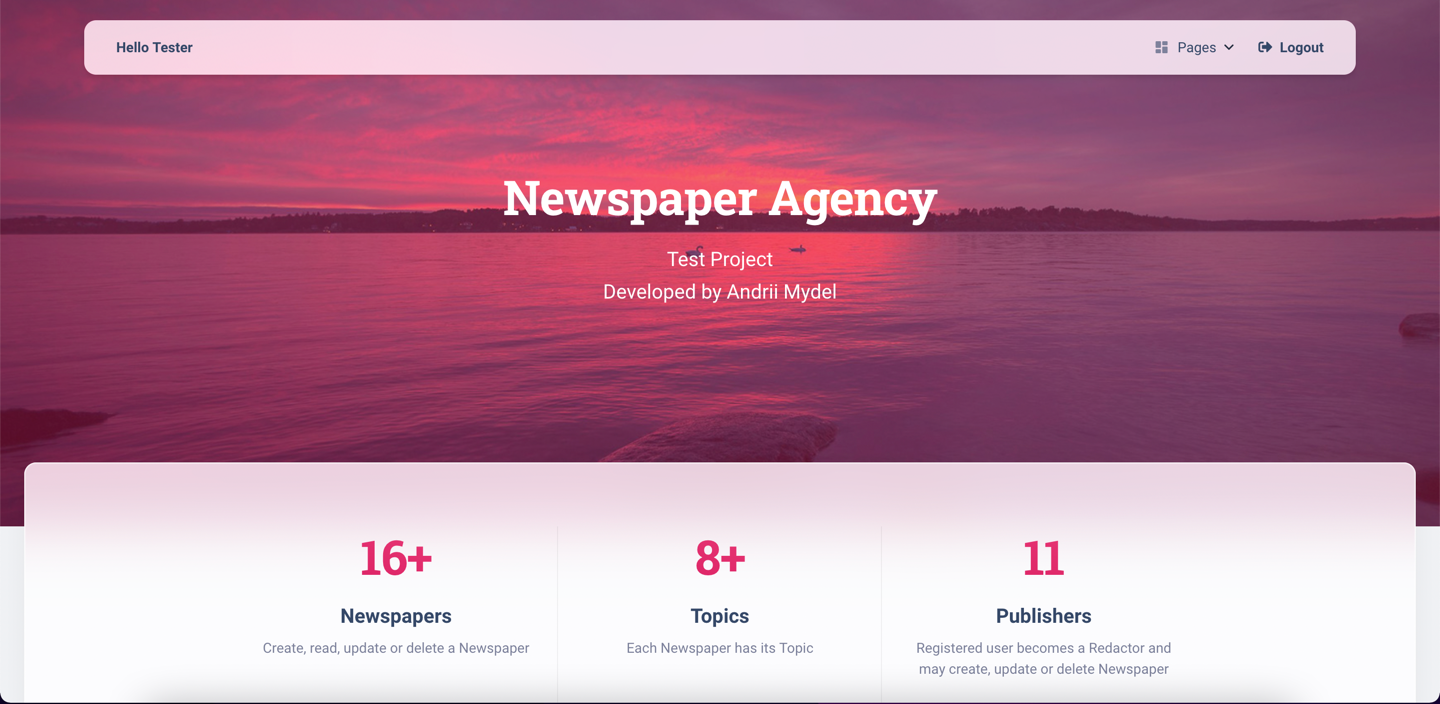 Hello Tester
Pages
Logout
Newspaper Agency
Test Project
Developed by Andrii Mydel
16+
Newspapers
Create, read, update or delete a Newspaper
8+
Topics
Each Newspaper has its Topic
11
Publishers
Registered user becomes a Redactor and
may create, update or delete Newspaper